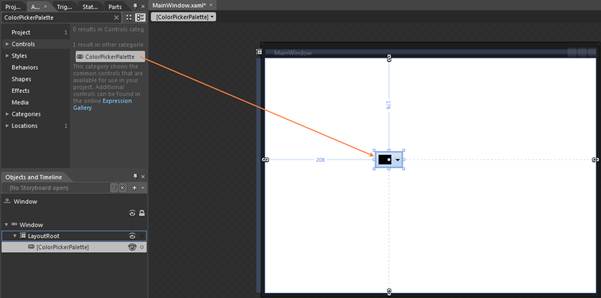 Proj...
A...
Trig...
Stat...
Parts
MainWindow.xaml*
ColorPickerPalette
[ColorPickerPalette]
Project
1
Controls
Styles
Behaviors
Shapes
Effects
Media
Categories
Locations
1
0 results in Controls categ
1 result in other categorie
ColorPickerPalette
This category shows the
common controls that are
available for use in your
project. Additional
controls can be found in
the online Expression
Gallery.
MainWindow
208
Objects and Timeline
(No Storyboard open)
Window
Window
LayoutRoot
[ColorPickerPalette]